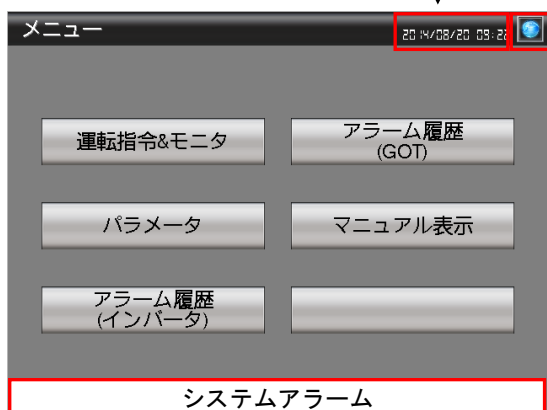 メニュー
2014/08/20 09:22
運転指令&モニタ
アラーム履歴
(GOT)
パラメータ
マニュアル表示
アラーム履歴
(インバータ)
システムアラーム